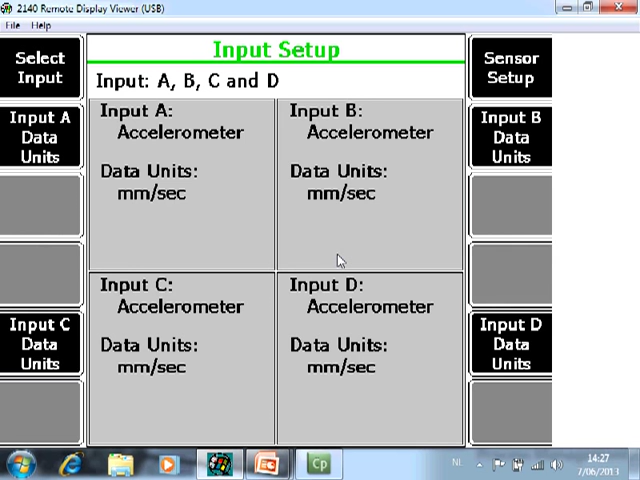 2140 Remote Display Viewer (USB)
File Help
Select
Input
Input Setup
Sensor
Setup
Input: A, B, C and D
Input A
Data
Units
Input A:
Accelerometer
Data Units:
mm/sec
Input B:
Accelerometer
Data Units:
mm/sec
Input B
Data
Units
Input C
Data
Units
Input C:
Accelerometer
Data Units:
mm/sec
Input D:
Accelerometer
Data Units:
mm/sec
Input D
Data
Units
Cp
NL
14:27
7/06/2013